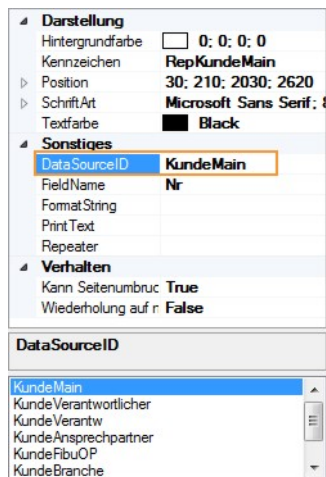 Darstellung
Hintergrundfarbe 0; 0; 0; 0
Kennzeichen RepKundeMain
Position 30; 210; 2030; 2620
SchriftArt Microsoft Sans Serif; 8
Textfarbe Black
Sonstiges
DataSourceID KundeMain
FieldName Nr
FormatString
PrintText
Repeater
Verhalten
Kann Seitenumbruc True
Wiederholung auf n False
DataSourceID
KundeMain
KundeVerantwortlicher
KundeVerantw
KundeAnsprechpartner
KundeFibuOP
KundeBranche